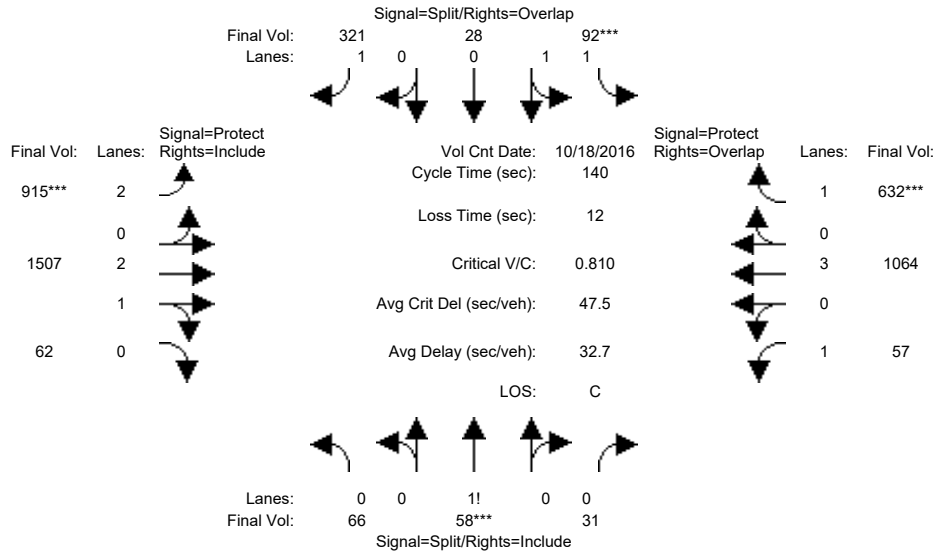 Signal=Split/Rights=Overlap
Final Vol: 321 28 92***
Lanes: 1 0 0 1 1
Signal=Protect
Final Vol: Lanes: Rights=Include
Vol Cnt Date: 10/18/2016
Signal=Protect
Rights=Overlap Lanes: Final Vol:
Cycle Time (sec): 140
915*** 2
1 632***
Loss Time (sec): 12
0
0
1507 2
Critical V/C: 0.810
3 1064
1
Avg Crit Del (sec/veh): 47.5
0
62 0
Avg Delay (sec/veh): 32.7
1 57
LOS: C
Lanes: 0 0 1! 0 0
Final Vol: 66 58*** 31
Signal=Split/Rights=Include